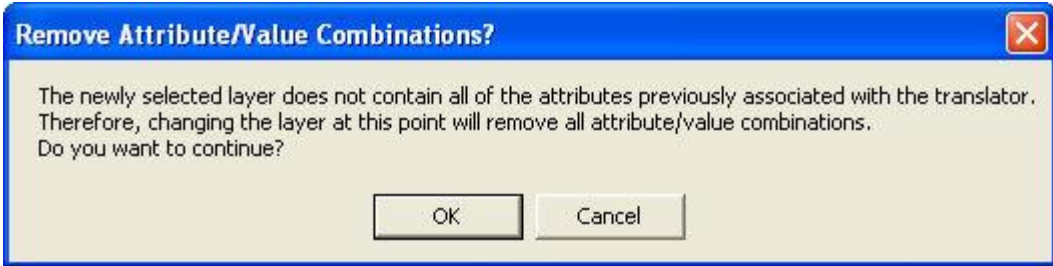 Remove Attribute/Value Combinations?
The newly selected layer does not contain all of the attributes previously associated with the translator.
Therefore, changing the layer at this point will remove all attribute/value combinations.
Do you want to continue?
OK
Cancel